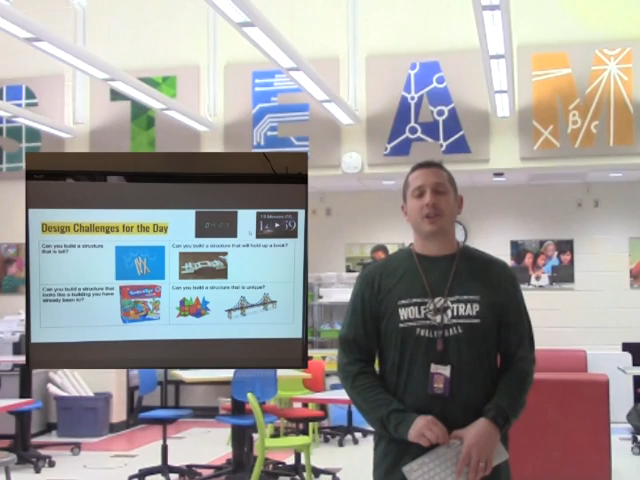 STEAM
Design Challenges for the Day
Can you build a structure
that is tall?
Can you build a structure that will hold up a book?
Can you build a structure that
looks like a building you have
already been to?
Can you build a structure that is unique?
WOLF TRAP